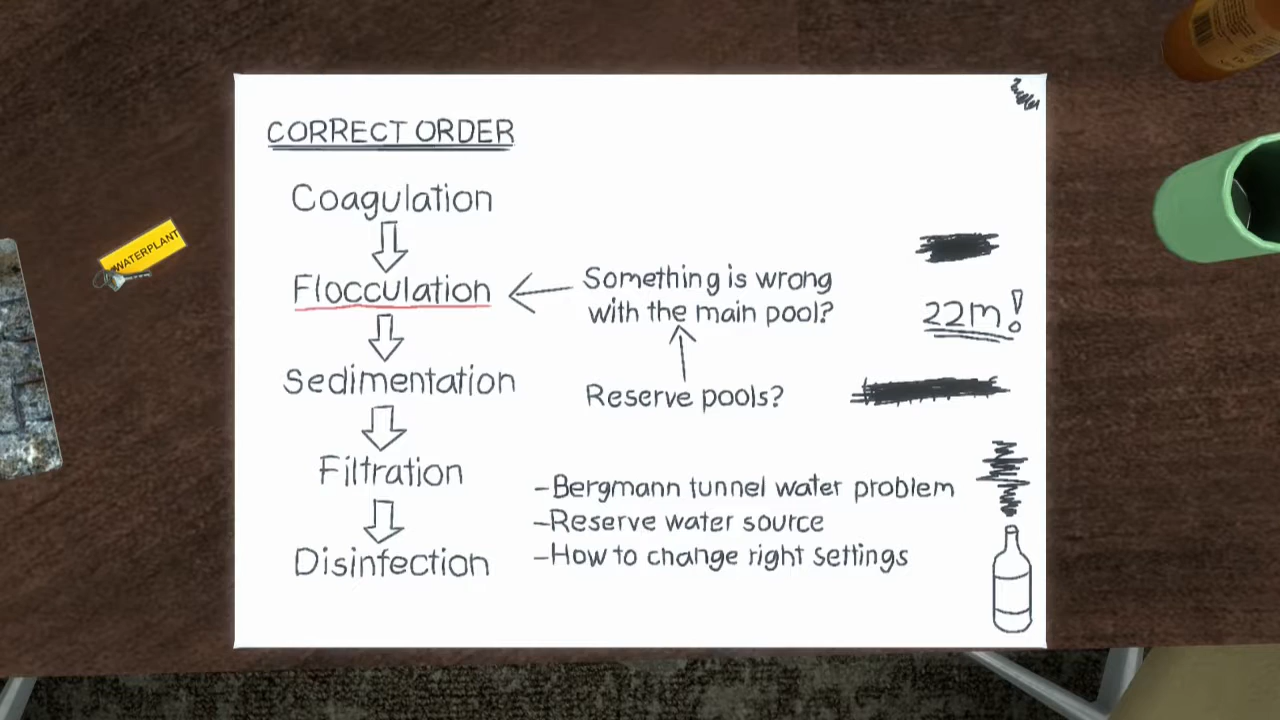 CORRECT ORDER
Coagulation
Flocculation
Something is wrong
with the main pool?
22m!
Sedimentation
Reserve pools?
Filtration
-Bergmann tunnel water problem
-Reserve water source
-How to change right settings
Disinfection
WATERPLANT